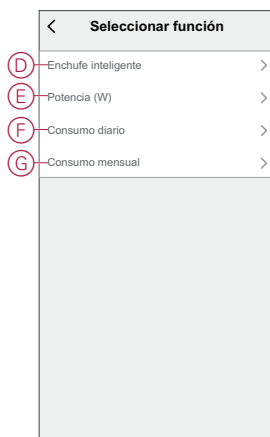 Seleccionar función
D Enchufe inteligente
E Potencia (W)
F Consumo diario
G Consumo mensual